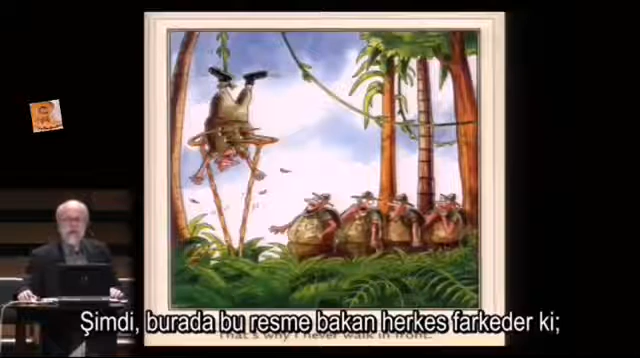 Şimdi, burada bu resme bakan herkes farkeder ki;
That's why I never walk in front.